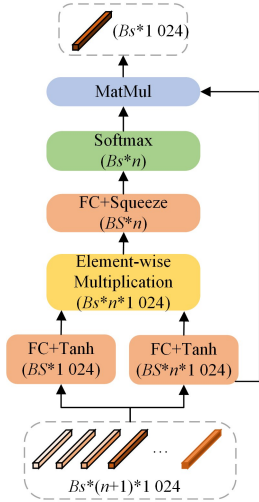 (Bs*1 024)
MatMul
Softmax
(Bs*n)
FC+Squeeze
(BS*n)
Element-wise
Multiplication
(Bs*n*1 024)
FC+Tanh
(BS*1 024)
FC+Tanh
(BS*n*1 024)
...
Bs*(n+1)*1 024